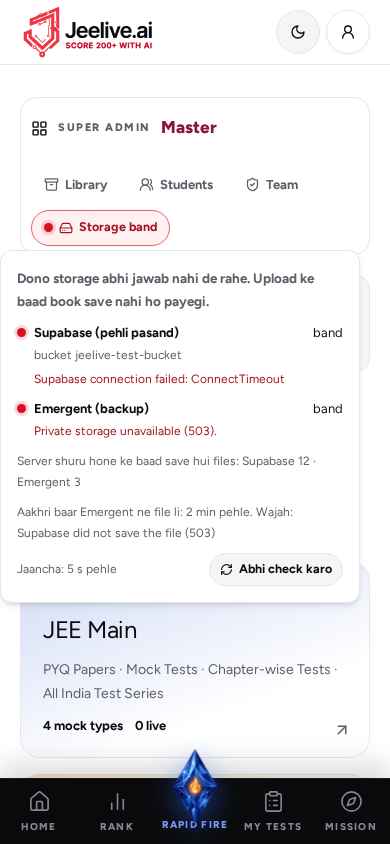 Jeelive.ai
SCORE 200+ WITH AI
SUPER ADMIN Master
Library Students Team
Storage band
Dono storage abhi jawab nahi de rahe. Upload ke
baad book save nahi ho payegi.
Supabase (pehli pasand) band
bucket jeelive-test-bucket
Supabase connection failed: ConnectTimeout
Emergent (backup) band
Private storage unavailable (503).
Server shuru hone ke baad save hui files: Supabase 12 ·
Emergent 3
Aakhri baar Emergent ne file li: 2 min pehle. Wajah:
Supabase did not save the file (503)
Jaancha: 5 s pehle Abhi check karo
JEE Main
PYQ Papers · Mock Tests · Chapter-wise Tests ·
All India Test Series
4 mock types 0 live
HOME RANK RAPID FIRE MY TESTS MISSION